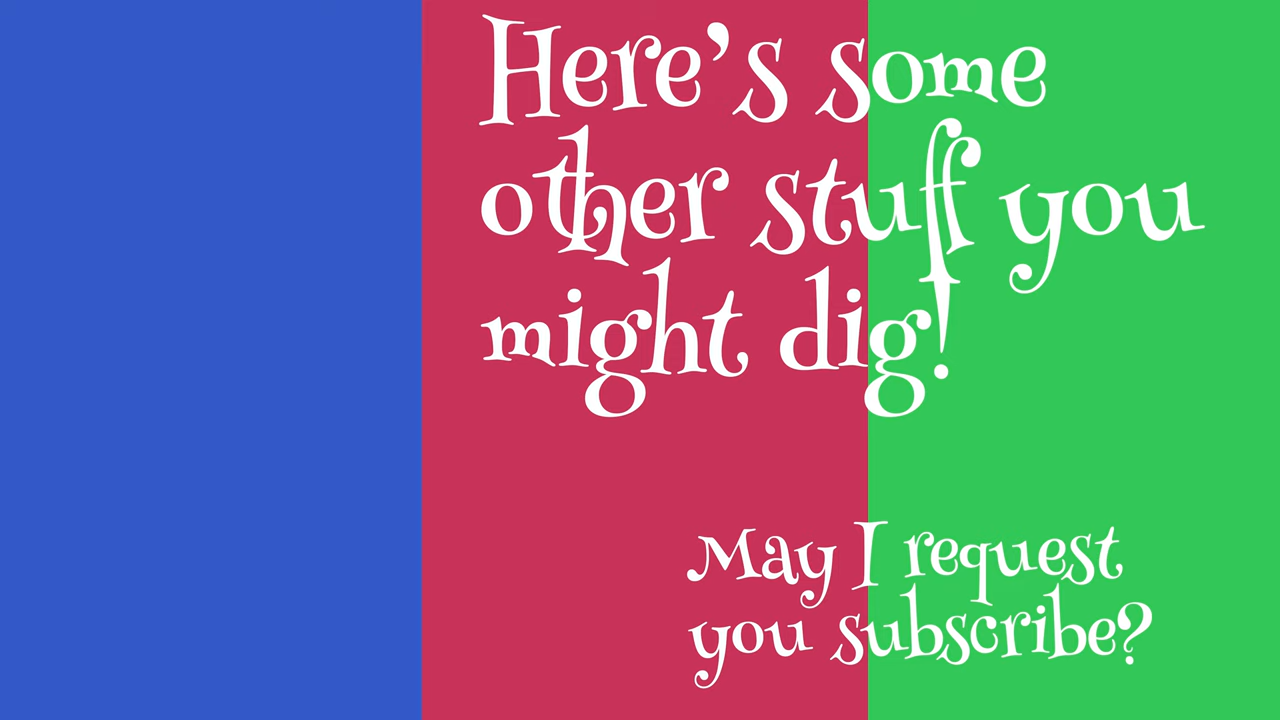 Here's some
other stuff you
might dig!
May I request
you subscribe?